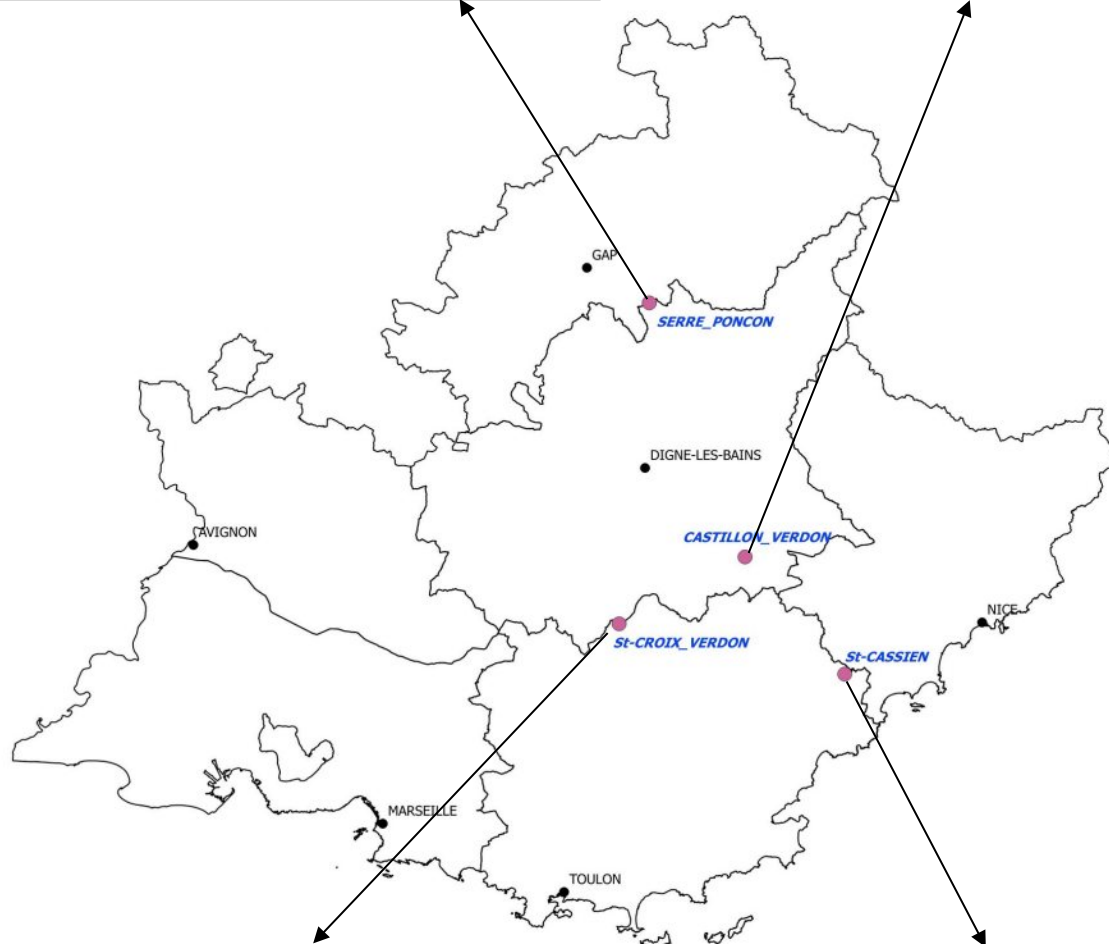 GAP
SERRE_PONCON
DIGNE-LES-BAINS
AVIGNON
CASTILLON_VERDON
NICE
St-CROIX_VERDON
St-CASSIEN
MARSEILLE
TOULON